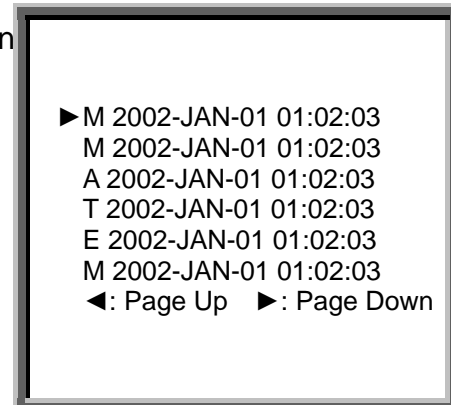 n
►M 2002-JAN-01 01:02:03
M 2002-JAN-01 01:02:03
A 2002-JAN-01 01:02:03
T 2002-JAN-01 01:02:03
E 2002-JAN-01 01:02:03
M 2002-JAN-01 01:02:03
◄: Page Up ►: Page Down